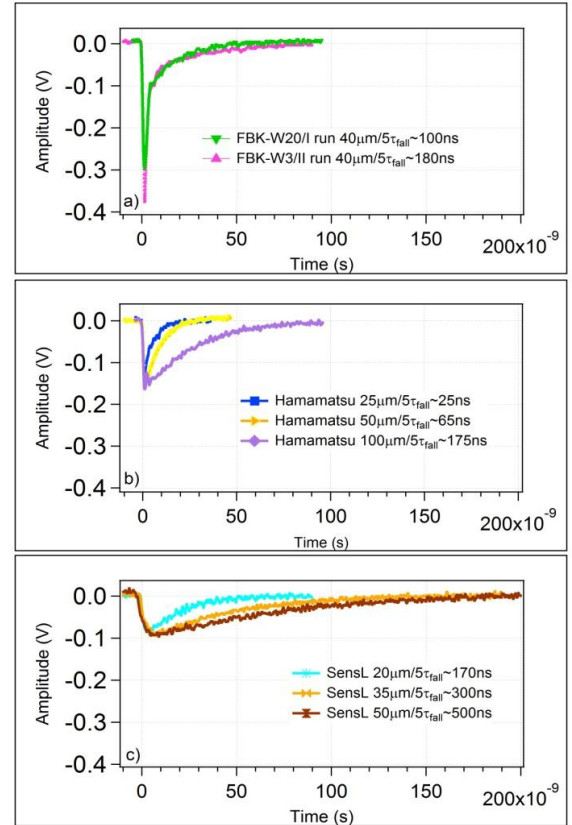 Amplitude (V)
0.0
-0.1
-0.2
-0.3
-0.4
a)
FBK-W20/I run 40μm/5τfall~100ns
FBK-W3/II run 40μm/5τfall~180ns
0 50 100 150 200x10-9
Time (s)
Amplitude (V)
0.0
-0.1
-0.2
-0.3
-0.4
b)
Hamamatsu 25μm/5τfall~25ns
Hamamatsu 50μm/5τfall~65ns
Hamamatsu 100μm/5τfall~175ns
0 50 100 150 200x10-9
Time (s)
Amplitude (V)
0.0
-0.1
-0.2
-0.3
-0.4
c)
SensL 20μm/5τfall~170ns
SensL 35μm/5τfall~300ns
SensL 50μm/5τfall~500ns
0 50 100 150 200x10-9
Time (s)